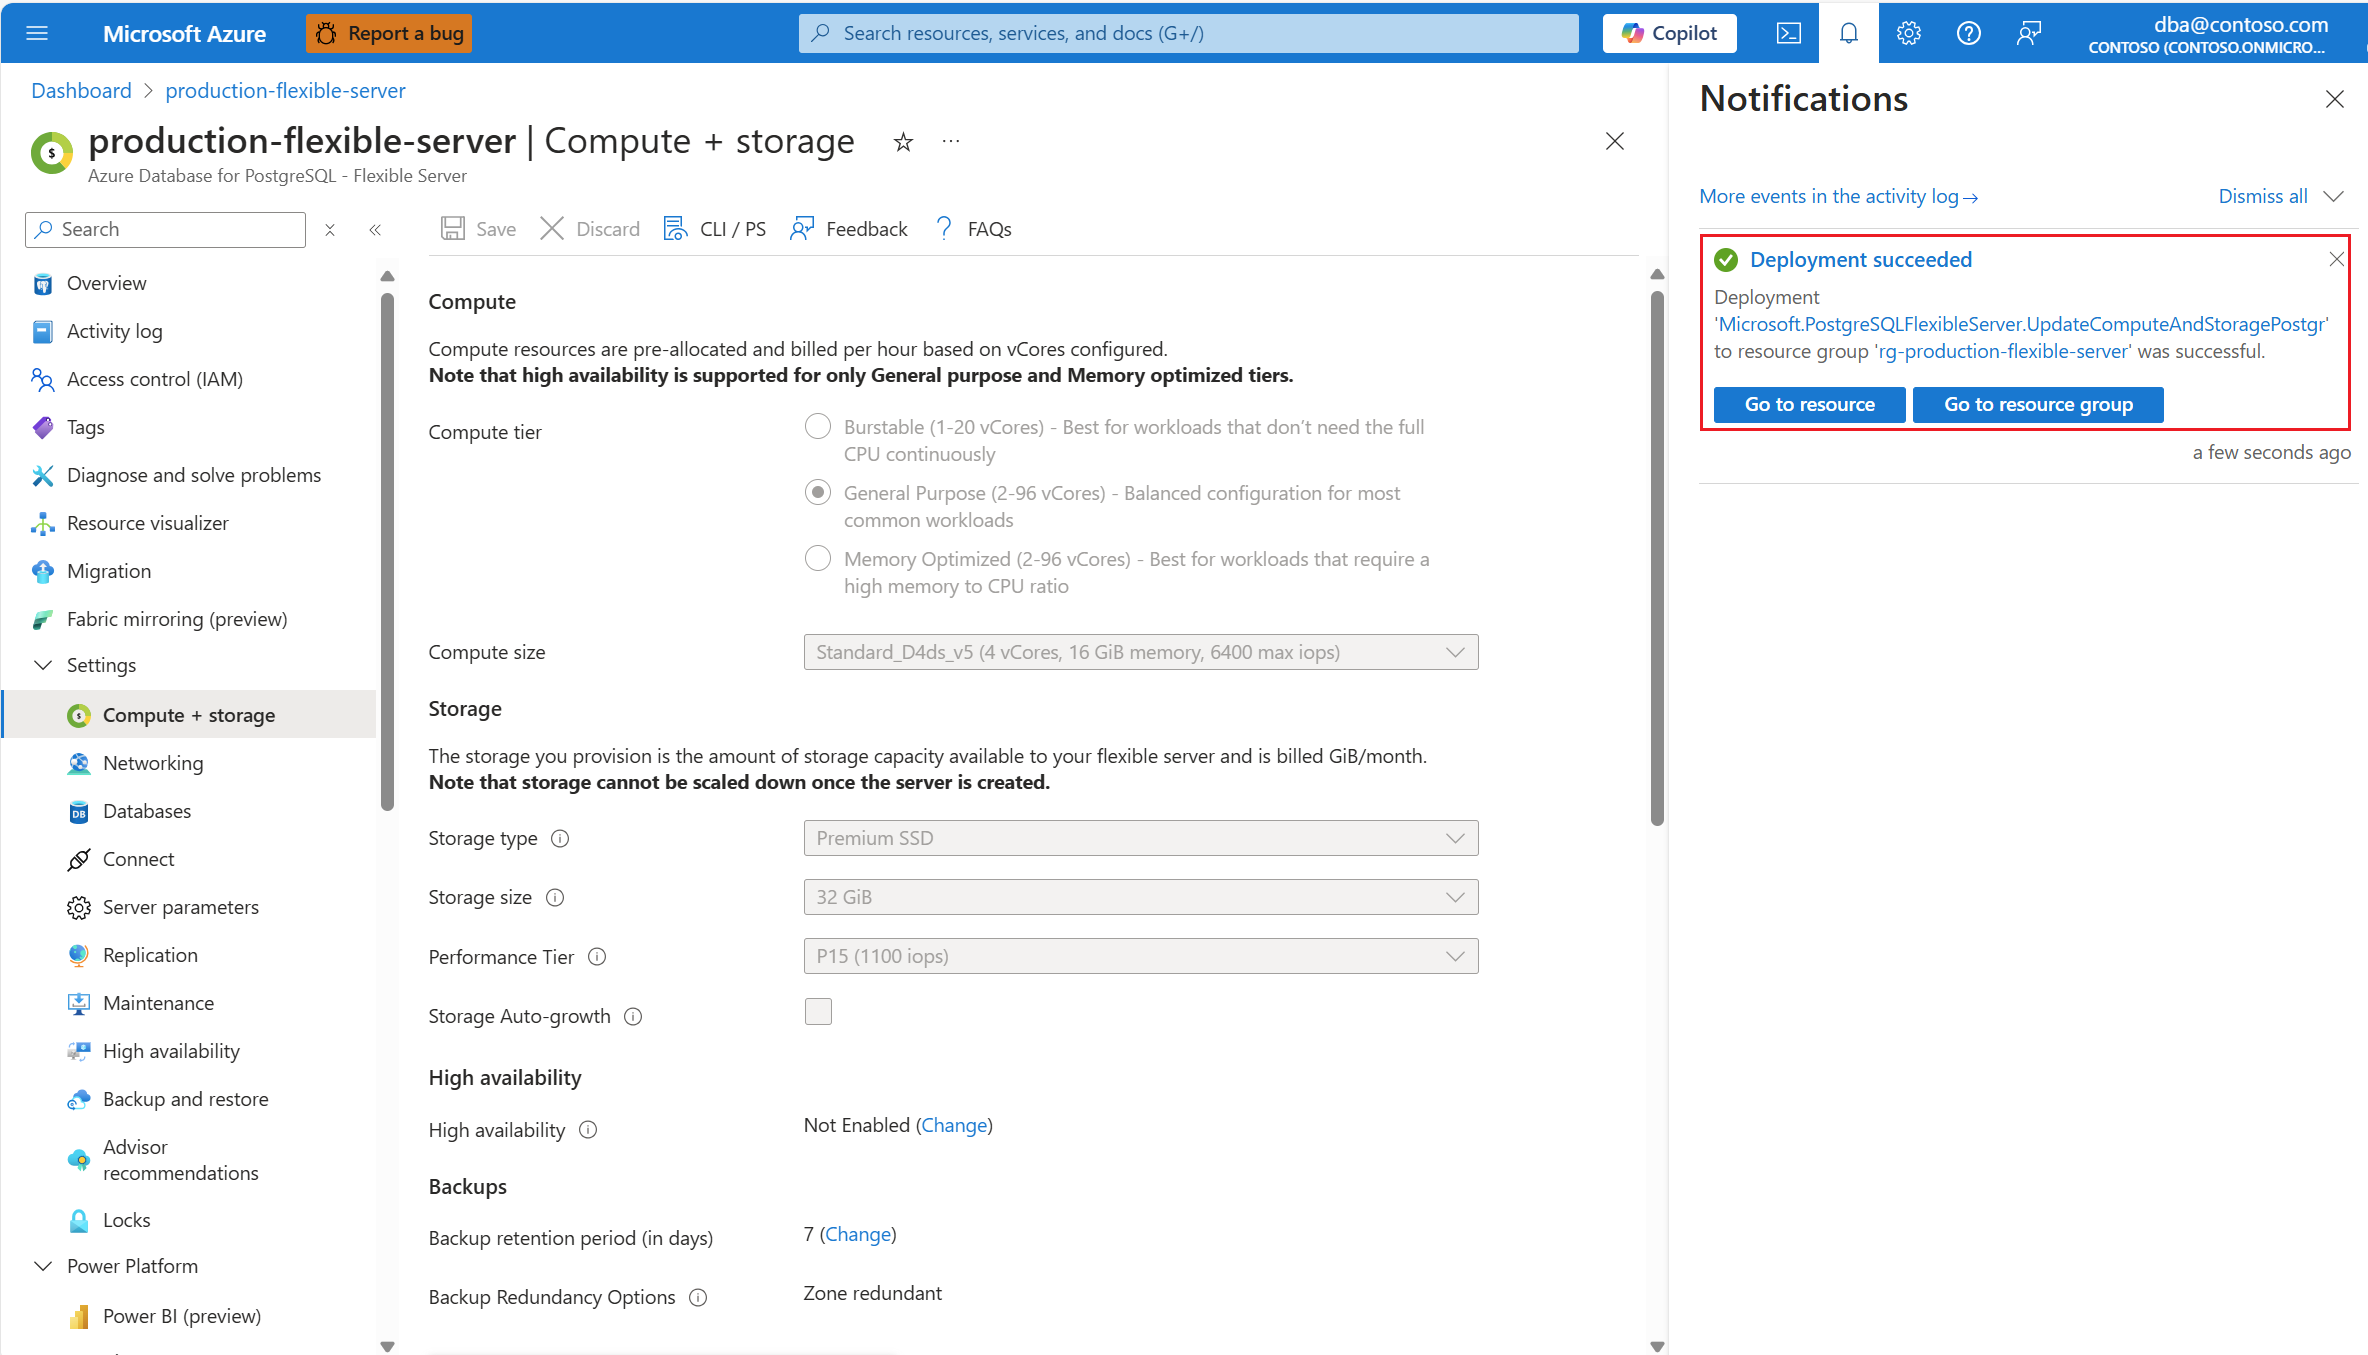 Microsoft Azure
Report a bug
Search resources, services, and docs (G+/)
Copilot
dba@contoso.com
CONTOSO (CONTOSO.ONMICRO...
Dashboard > production-flexible-server
production-flexible-server | Compute + storage
Azure Database for PostgreSQL - Flexible Server
Search
Overview
Activity log
Access control (IAM)
Tags
Diagnose and solve problems
Resource visualizer
Migration
Fabric mirroring (preview)
Settings
Compute + storage
Networking
Databases
Connect
Server parameters
Replication
Maintenance
High availability
Backup and restore
Advisor
recommendations
Locks
Power Platform
Power BI (preview)
Save
Discard
CLI / PS
Feedback
FAQs
Compute
Compute resources are pre-allocated and billed per hour based on vCores configured.
Note that high availability is supported for only General purpose and Memory optimized tiers.
Compute tier
Burstable (1-20 vCores) - Best for workloads that don't need the full
CPU continuously
General Purpose (2-96 vCores) - Balanced configuration for most
common workloads
Memory Optimized (2-96 vCores) - Best for workloads that require a
high memory to CPU ratio
Compute size
Standard_D4ds_v5 (4 vCores, 16 GiB memory, 6400 max iops)
Storage
The storage you provision is the amount of storage capacity available to your flexible server and is billed GiB/month.
Note that storage cannot be scaled down once the server is created.
Storage type
Premium SSD
Storage size
32 GiB
Performance Tier
P15 (1100 iops)
Storage Auto-growth
High availability
High availability
Not Enabled (Change)
Backups
Backup retention period (in days)
7 (Change)
Backup Redundancy Options
Zone redundant
Notifications
More events in the activity log→
Dismiss all
Deployment succeeded
Deployment
'Microsoft.PostgreSQLFlexibleServer.UpdateComputeAndStoragePostgr'
to resource group 'rg-production-flexible-server' was successful.
Go to resource
Go to resource group
a few seconds ago